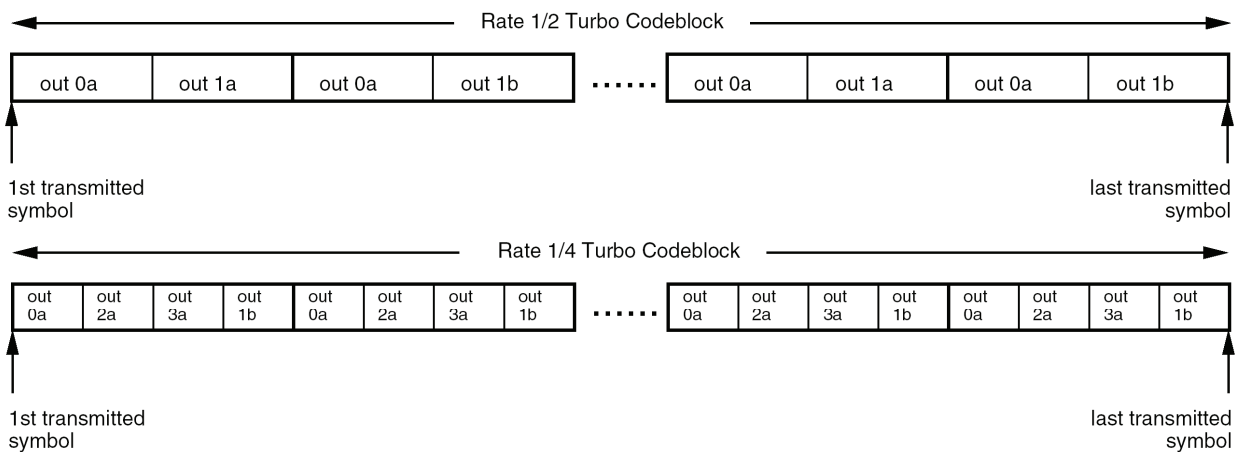 Rate 1/2 Turbo Codeblock
out 0a out 1a out 0a out 1b ...... out 0a out 1a out 0a out 1b
1st transmitted
symbol
last transmitted
symbol
Rate 1/4 Turbo Codeblock
out out out out out out out out ...... out out out out out out out out
0a 2a 3a 1b 0a 2a 3a 1b 0a 2a 3a 1b 0a 2a 3a 1b
1st transmitted
symbol
last transmitted
symbol